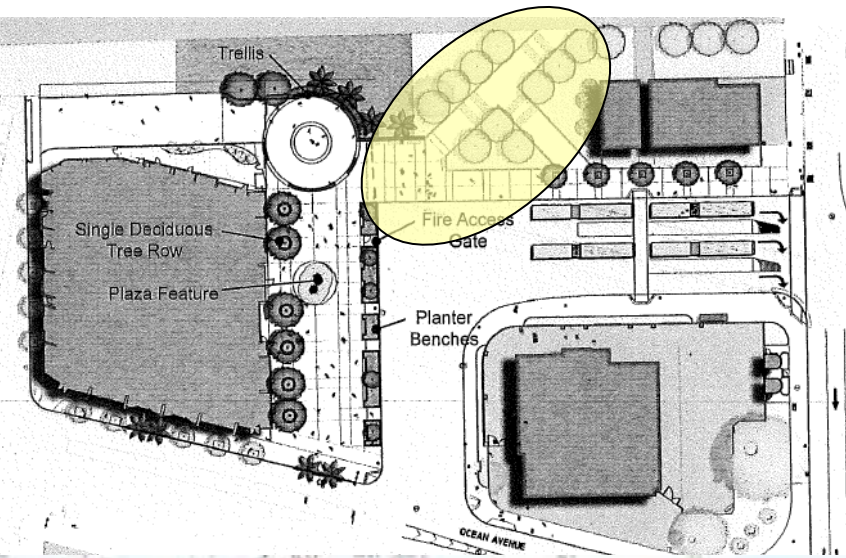 Trellis
Single Deciduous
Tree Row
Plaza Feature
Fire Access
Gate
Planter
Benches
OCEAN AVENUE